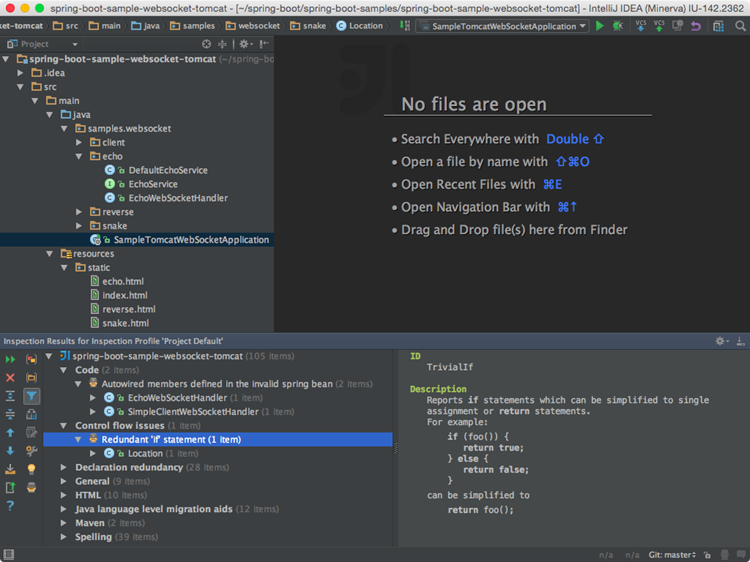 spring-boot-sample-websocket-tomcat - [~/spring-boot/spring-boot-samples/spring-boot-sample-websocket-tomcat] - IntelliJ IDEA (Minerva) IU-142.2362
ket-tomcat src main java samples websocket snake Location SampleTomcatWebSocketApplication VCS VCS
Project
spring-boot-sample-websocket-tomcat (~/spring-bo
.idea
src
main
java
samples.websocket
client
echo
DefaultEchoService
EchoService
EchoWebSocketHandler
reverse
snake
SampleTomcatWebSocketApplication
resources
static
echo.html
index.html
reverse.html
snake.html
No files are open
• Search Everywhere with Double ⇧
• Open a file by name with ⇧⌘O
• Open Recent Files with ⌘E
• Open Navigation Bar with ⌘↑
• Drag and Drop file(s) here from Finder
Inspection Results for Inspection Profile 'Project Default'
spring-boot-sample-websocket-tomcat (105 items)
Code (2 items)
Autowired members defined in the invalid spring bean (2 items)
EchoWebSocketHandler (1 item)
SimpleClientWebSocketHandler (1 item)
Control flow issues (1 item)
Redundant 'if' statement (1 item)
Location (1 item)
Declaration redundancy (28 items)
General (9 items)
HTML (10 items)
Java language level migration aids (12 items)
Maven (2 items)
Spelling (39 items)
ID
TrivialIf
Description
Reports if statements which can be simplified to single
assignment or return statements.
For example:
if (foo()) {
return true;
} else {
return false;
}
can be simplified to
return foo();
n/a n/a Git: master